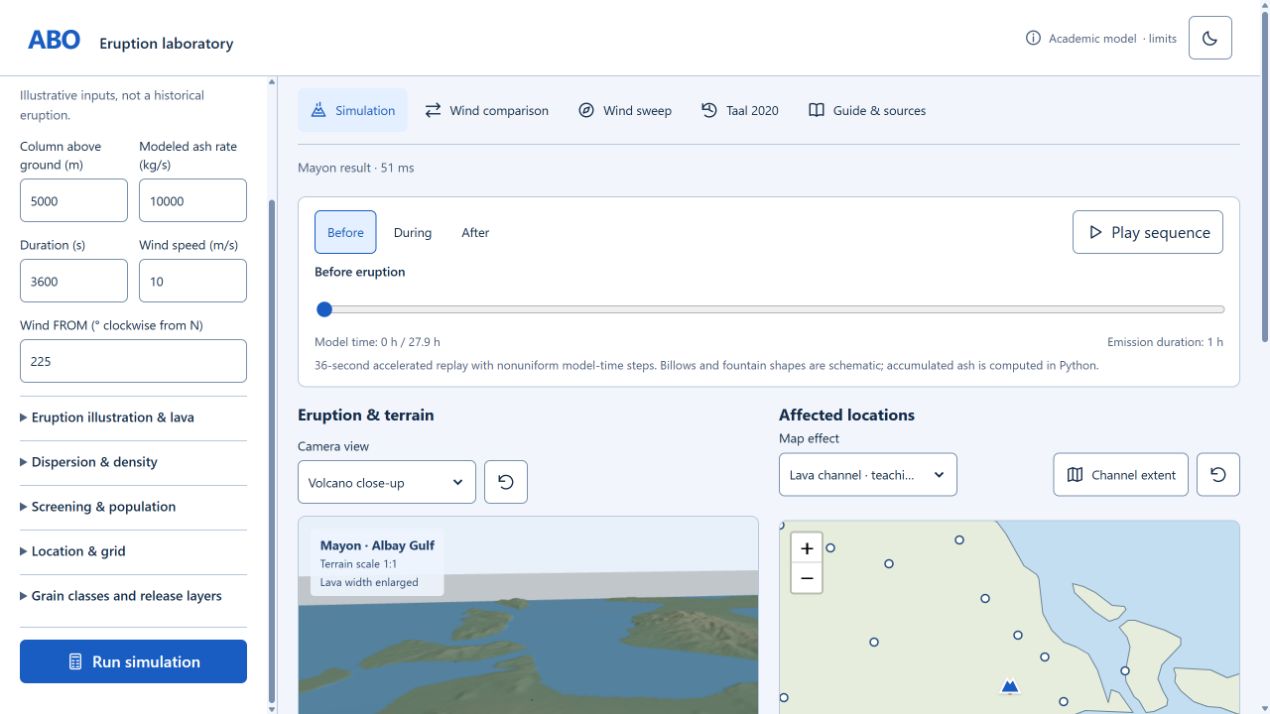 ABO
Eruption laboratory
Academic model · limits
Illustrative inputs, not a historical
eruption.
Column above
ground (m)
Modeled ash rate
(kg/s)
5000
10000
Duration (s)
Wind speed (m/s)
3600
10
Wind FROM (° clockwise from N)
225
Eruption illustration & lava
Dispersion & density
Screening & population
Location & grid
Grain classes and release layers
Run simulation
Simulation
Wind comparison
Wind sweep
Taal 2020
Guide & sources
Mayon result · 51 ms
Before
During
After
Play sequence
Before eruption
Model time: 0 h / 27.9 h
Emission duration: 1 h
36-second accelerated replay with nonuniform model-time steps. Billows and fountain shapes are schematic; accumulated ash is computed in Python.
Eruption & terrain
Camera view
Volcano close-up
Mayon · Albay Gulf
Terrain scale 1:1
Lava width enlarged
Affected locations
Map effect
Lava channel · teachi...
Channel extent
+
−